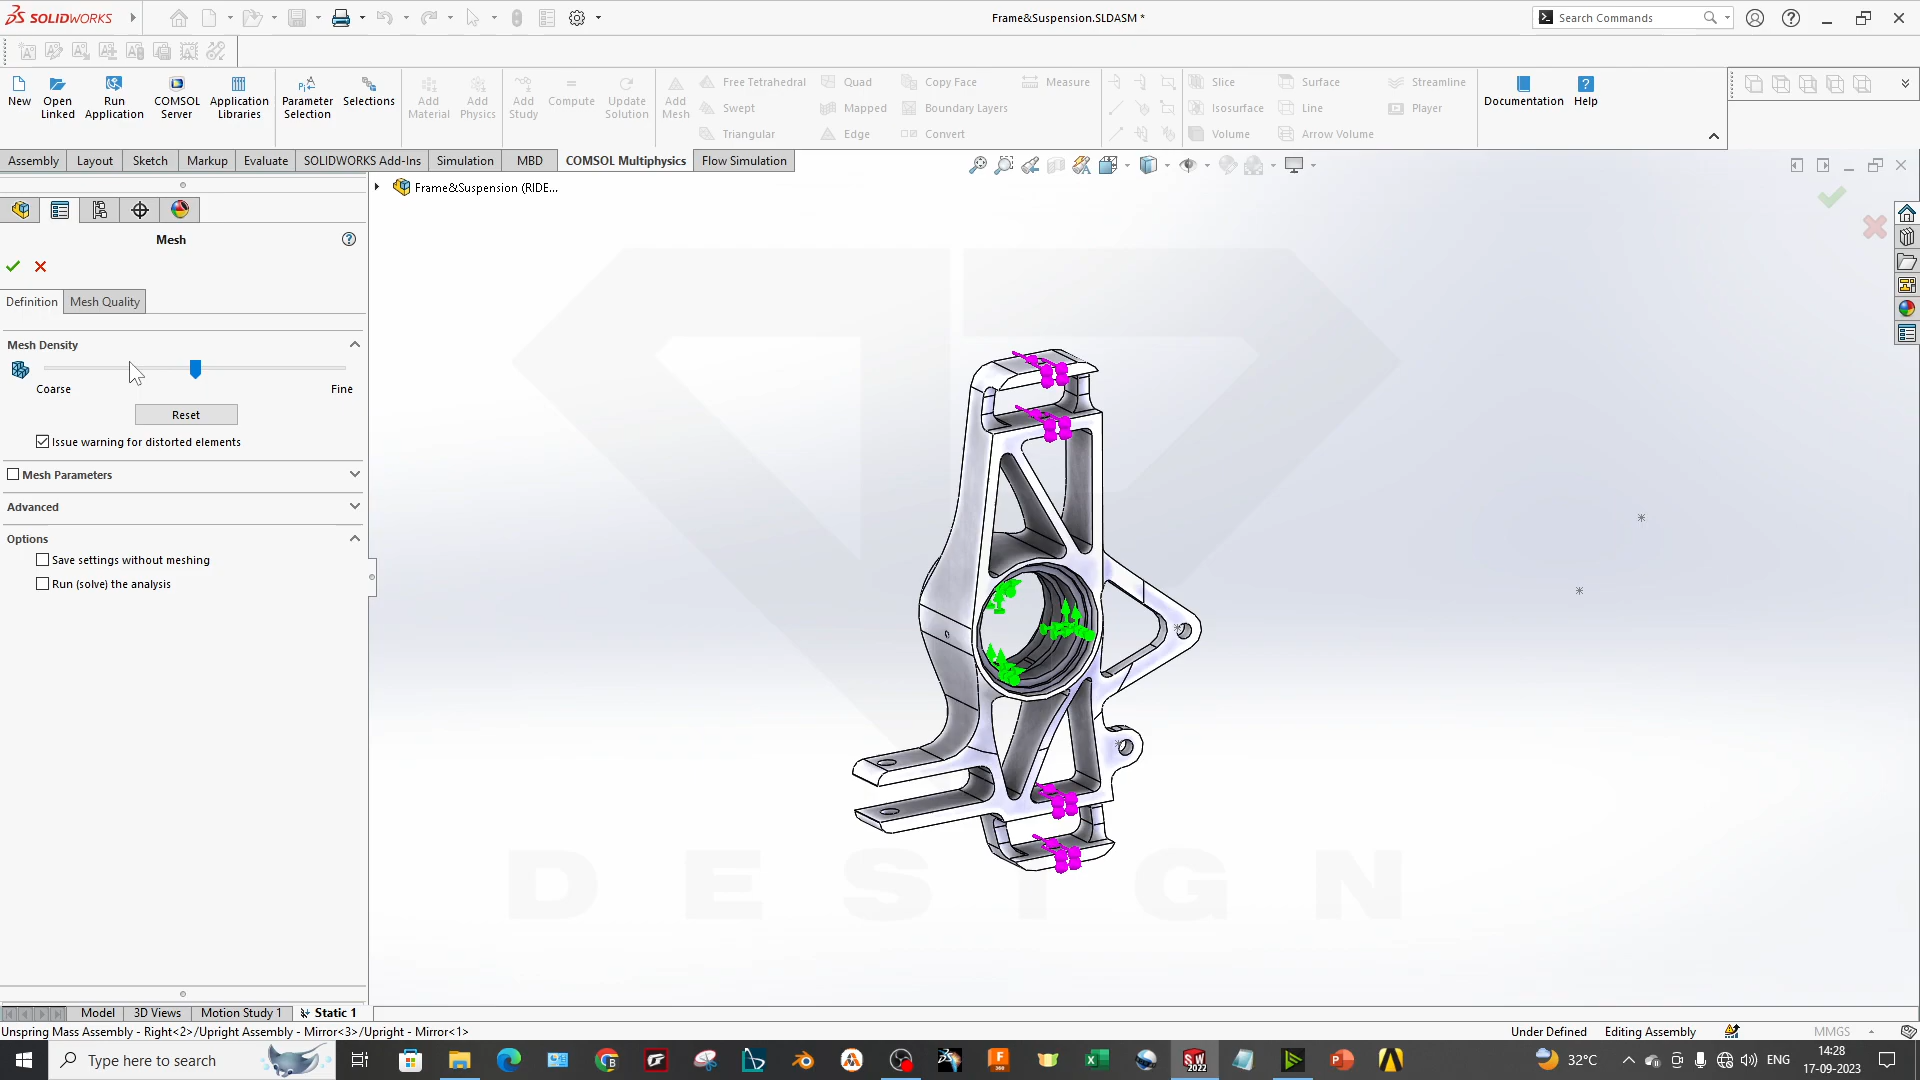 SOLIDWORKS
Frame&Suspension.SLDASM *
Search Commands
New
Open Linked
Run Application
COMSOL Server
Application Libraries
Parameter Selection
Selections
Add Material
Add Physics
Add Study
Compute
Update Solution
Add Mesh
Free Tetrahedral
Quad
Copy Face
Measure
Swept
Mapped
Boundary Layers
Triangular
Edge
Convert
Slice
Surface
Streamline
Isosurface
Line
Player
Volume
Arrow Volume
Documentation
Help
Assembly
Layout
Sketch
Markup
Evaluate
SOLIDWORKS Add-Ins
Simulation
MBD
COMSOL Multiphysics
Flow Simulation
Frame&Suspension (RIDE...
Mesh
Definition
Mesh Quality
Mesh Density
Coarse
Fine
Reset
Issue warning for distorted elements
Mesh Parameters
Advanced
Options
Save settings without meshing
Run (solve) the analysis
DESIGN
Model
3D Views
Motion Study 1
Static 1
Unspring Mass Assembly - Right<2>/Upright Assembly - Mirror<3>/Upright - Mirror<1>
Under Defined
Editing Assembly
MMGS
Type here to search
SW 2022
32°C
ENG
14:28
17-09-2023